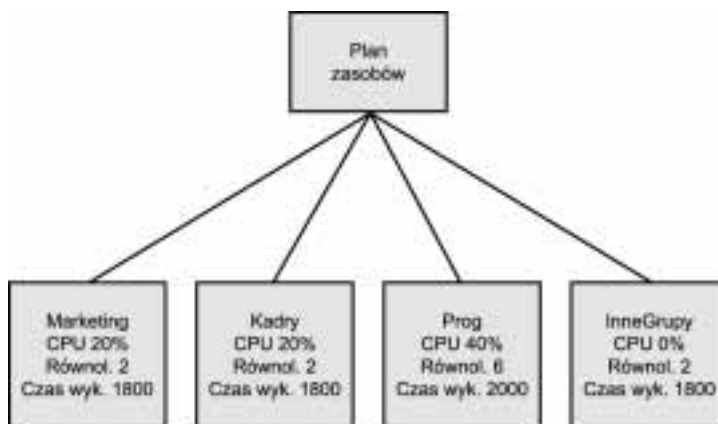 Plan
zasobów
Marketing
CPU 20%
Równol. 2
Czas wyk. 1800
Kadry
CPU 20%
Równol. 2
Czas wyk. 1800
Prog
CPU 40%
Równol. 6
Czas wyk. 2000
InneGrupy
CPU 0%
Równol. 2
Czas wyk. 1800